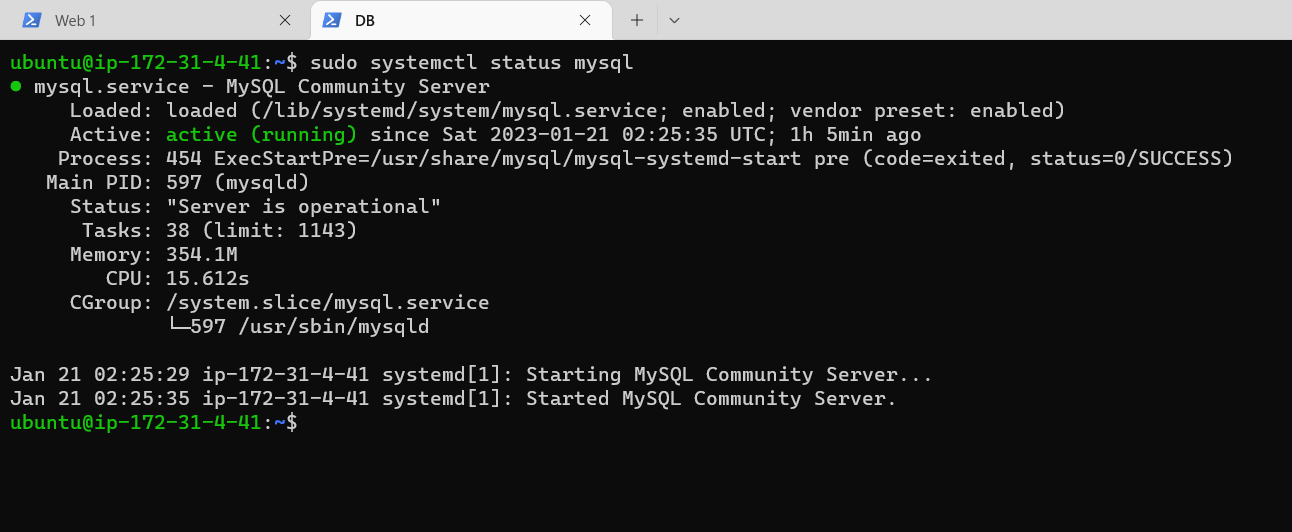 Web 1
DB
ubuntu@ip-172-31-4-41:~$ sudo systemctl status mysql
● mysql.service - MySQL Community Server
     Loaded: loaded (/lib/systemd/system/mysql.service; enabled; vendor preset: enabled)
     Active: active (running) since Sat 2023-01-21 02:25:35 UTC; 1h 5min ago
    Process: 454 ExecStartPre=/usr/share/mysql/mysql-systemd-start pre (code=exited, status=0/SUCCESS)
   Main PID: 597 (mysqld)
     Status: "Server is operational"
      Tasks: 38 (limit: 1143)
     Memory: 354.1M
        CPU: 15.612s
     CGroup: /system.slice/mysql.service
             └─597 /usr/sbin/mysqld
Jan 21 02:25:29 ip-172-31-4-41 systemd[1]: Starting MySQL Community Server...
Jan 21 02:25:35 ip-172-31-4-41 systemd[1]: Started MySQL Community Server.
ubuntu@ip-172-31-4-41:~$